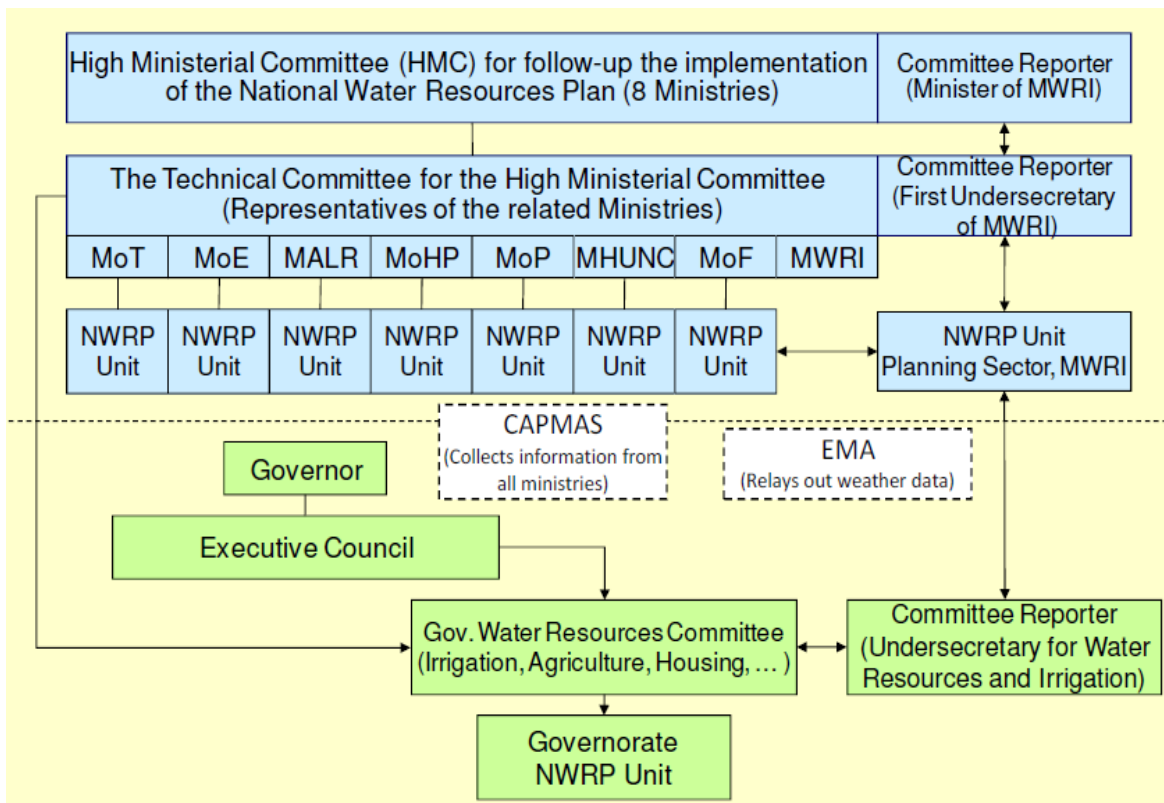 High Ministerial Committee (HMC) for follow-up the implementation
of the National Water Resources Plan (8 Ministries)
Committee Reporter
(Minister of MWRI)
The Technical Committee for the High Ministerial Committee
(Representatives of the related Ministries)
Committee Reporter
(First Undersecretary
of MWRI)
MoT
MoE
MALR
MoHP
MoP
MHUNC
MoF
MWRI
NWRP
Unit
NWRP
Unit
NWRP
Unit
NWRP
Unit
NWRP
Unit
NWRP
Unit
NWRP
Unit
NWRP Unit
Planning Sector, MWRI
CAPMAS
(Collects information from
all ministries)
EMA
(Relays out weather data)
Governor
Executive Council
Gov. Water Resources Committee
(Irrigation, Agriculture, Housing, … )
Committee Reporter
(Undersecretary for Water
Resources and Irrigation)
Governorate
NWRP Unit